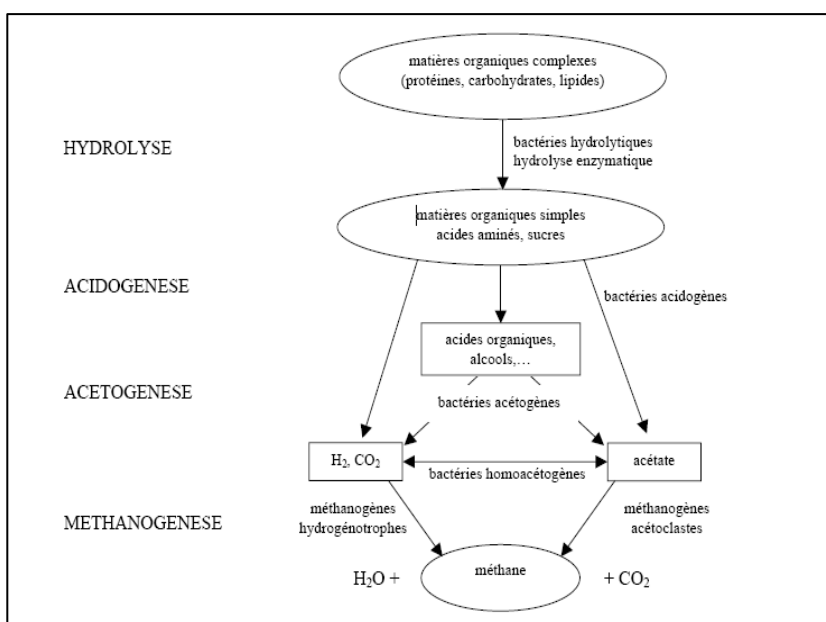 matières organiques complexes
(protéines, carbohydrates, lipides)
HYDROLYSE
bactéries hydrolytiques
hydrolyse enzymatique
matières organiques simples
acides aminés, sucres
ACIDOGENESE
bactéries acidogènes
acides organiques,
alcools,...
ACETOGENESE
bactéries acétogènes
H₂, CO₂
bactéries homoacétogènes
acétate
METHANOGENESE
méthanogènes
hydrogénotrophes
méthanogènes
acétoclastes
H₂O +
méthane
+ CO₂